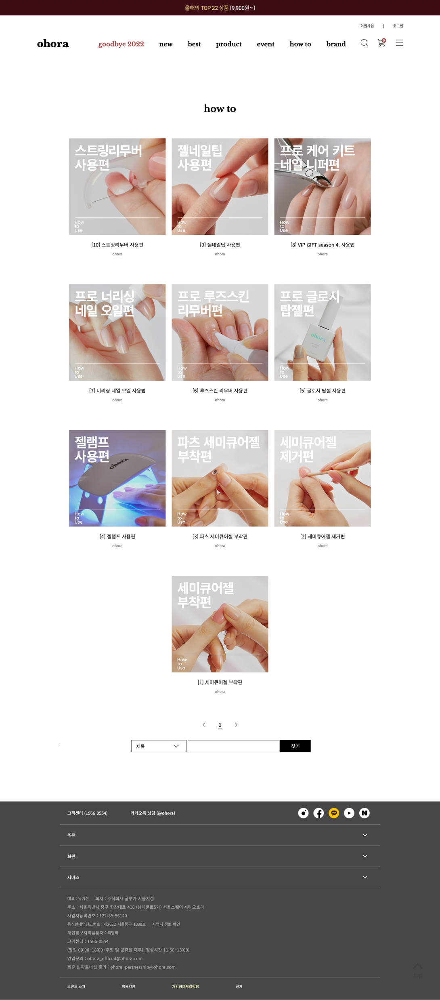 올해의 TOP 22 상품 [9,900원~]
회원가입 | 로그인
ohora goodbye 2022 new best product event how to brand 0
how to
스트링리무버
사용편
How
to
Use
[10] 스트링리무버 사용편
ohora
젤네일팁
사용편
How
to
Use
[9] 젤네일팁 사용편
ohora
프로 케어 키트
네일 니퍼편
How
to
Use
[8] VIP GIFT season 4. 사용법
ohora
프로 너리싱
네일 오일편
How
to
Use
[7] 너리싱 네일 오일 사용법
ohora
프로 루즈스킨
리무버편
How
to
Use
[6] 루즈스킨 리무버 사용편
ohora
프로 글로시
탑젤편
ohora
How
to
Use
[5] 글로시 탑젤 사용편
ohora
젤램프
사용편
ohora
How
to
Use
[4] 젤램프 사용편
ohora
파츠 세미큐어젤
부착편
How
to
Use
[3] 파츠 세미큐어젤 부착편
ohora
세미큐어젤
제거편
How
to
Use
[2] 세미큐어젤 제거편
ohora
세미큐어젤
부착편
How
to
Use
[1] 세미큐어젤 부착편
ohora
1
제목 찾기
고객센터 (1566-0554) 카카오톡 상담 (@ohora) TALK N
주문
회원
서비스
대표 : 유기현 | 회사 : 주식회사 글루가 서울지점
주소 : 서울특별시 중구 한강대로 416 (남대문로5가) 서울스퀘어 4층 오호라
사업자등록번호 : 122-85-56140
통신판매업신고번호 : 제2022-서울중구-1030호 | 사업자 정보 확인
개인정보처리담당자 : 최명화
고객센터 : 1566-0554
(평일 09:00~18:00 (주말 및 공휴일 휴무), 점심시간 11:50~13:00)
영업문의 : ohora_official@ohora.com
제휴 & 파트너십 문의 : ohora_partnership@ohora.com
top
브랜드 소개 이용약관 개인정보처리방침 공지